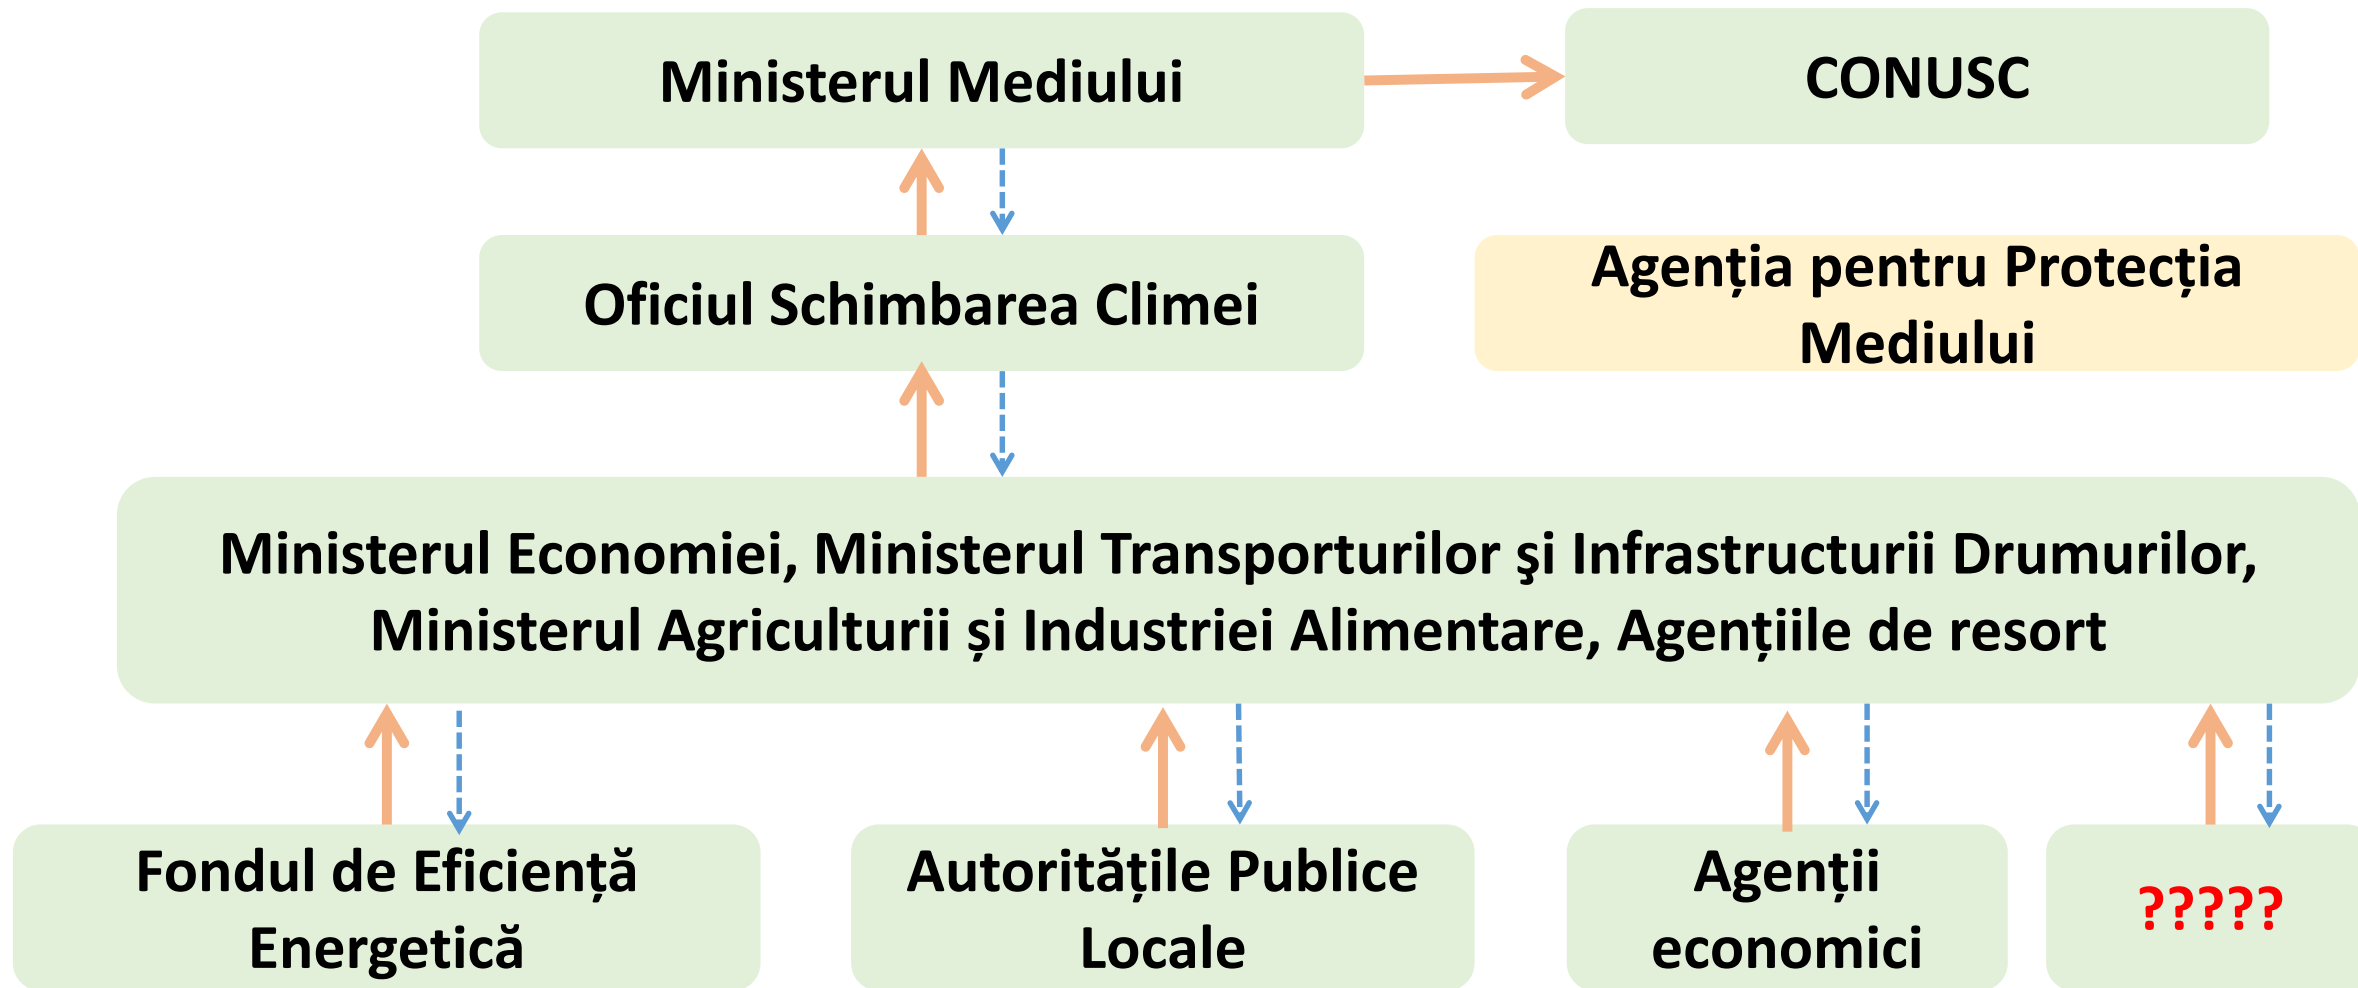 Ministerul Mediului
CONUSC
Oficiul Schimbarea Climei
Agenția pentru Protecția
Mediului
Ministerul Economiei, Ministerul Transporturilor şi Infrastructurii Drumurilor,
Ministerul Agriculturii și Industriei Alimentare, Agențiile de resort
Fondul de Eficiență
Energetică
Autoritățile Publice
Locale
Agenții
economici
?????